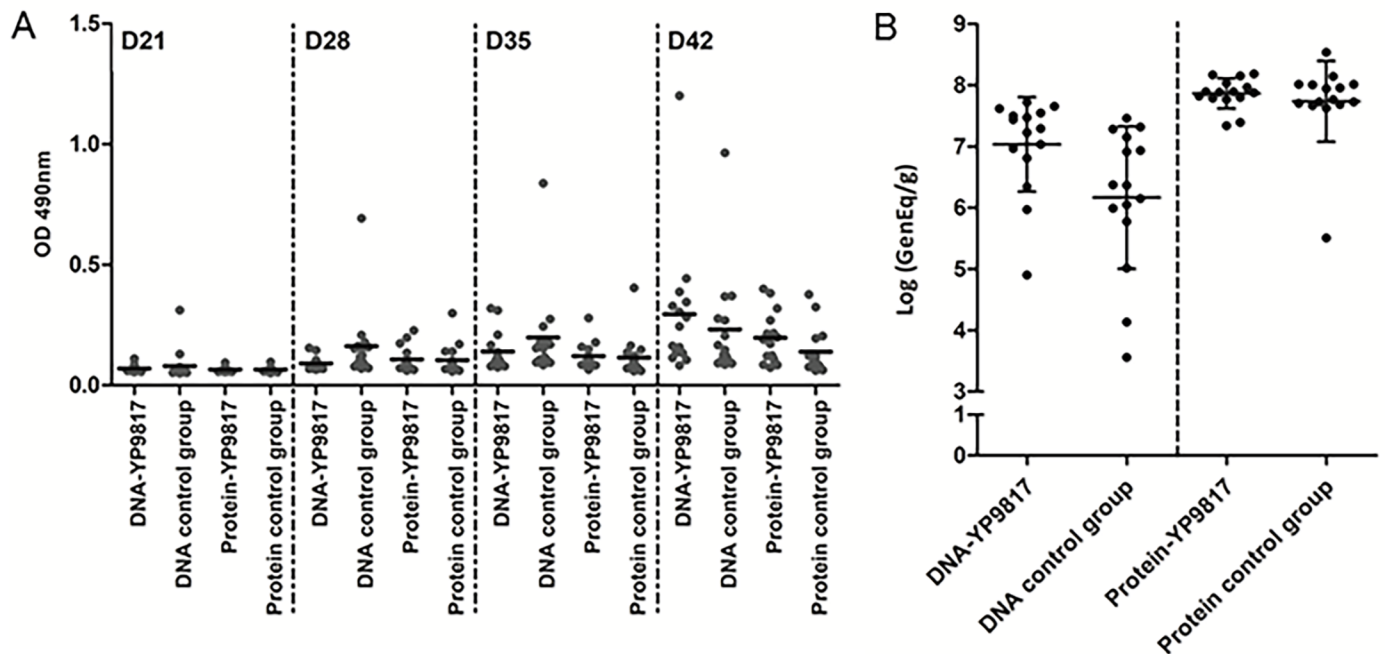 A
1.5
1.0
0.5
0.0
OD 490nm
D21
D28
D35
D42
DNA-YP9817
DNA control group
Protein-YP9817
Protein control group
DNA-YP9817
DNA control group
Protein-YP9817
Protein control group
DNA-YP9817
DNA control group
Protein-YP9817
Protein control group
DNA-YP9817
DNA control group
Protein-YP9817
Protein control group
B
9
8
7
6
5
4
3
1
0
Log (GenEq/g)
DNA-YP9817
DNA control group
Protein-YP9817
Protein control group